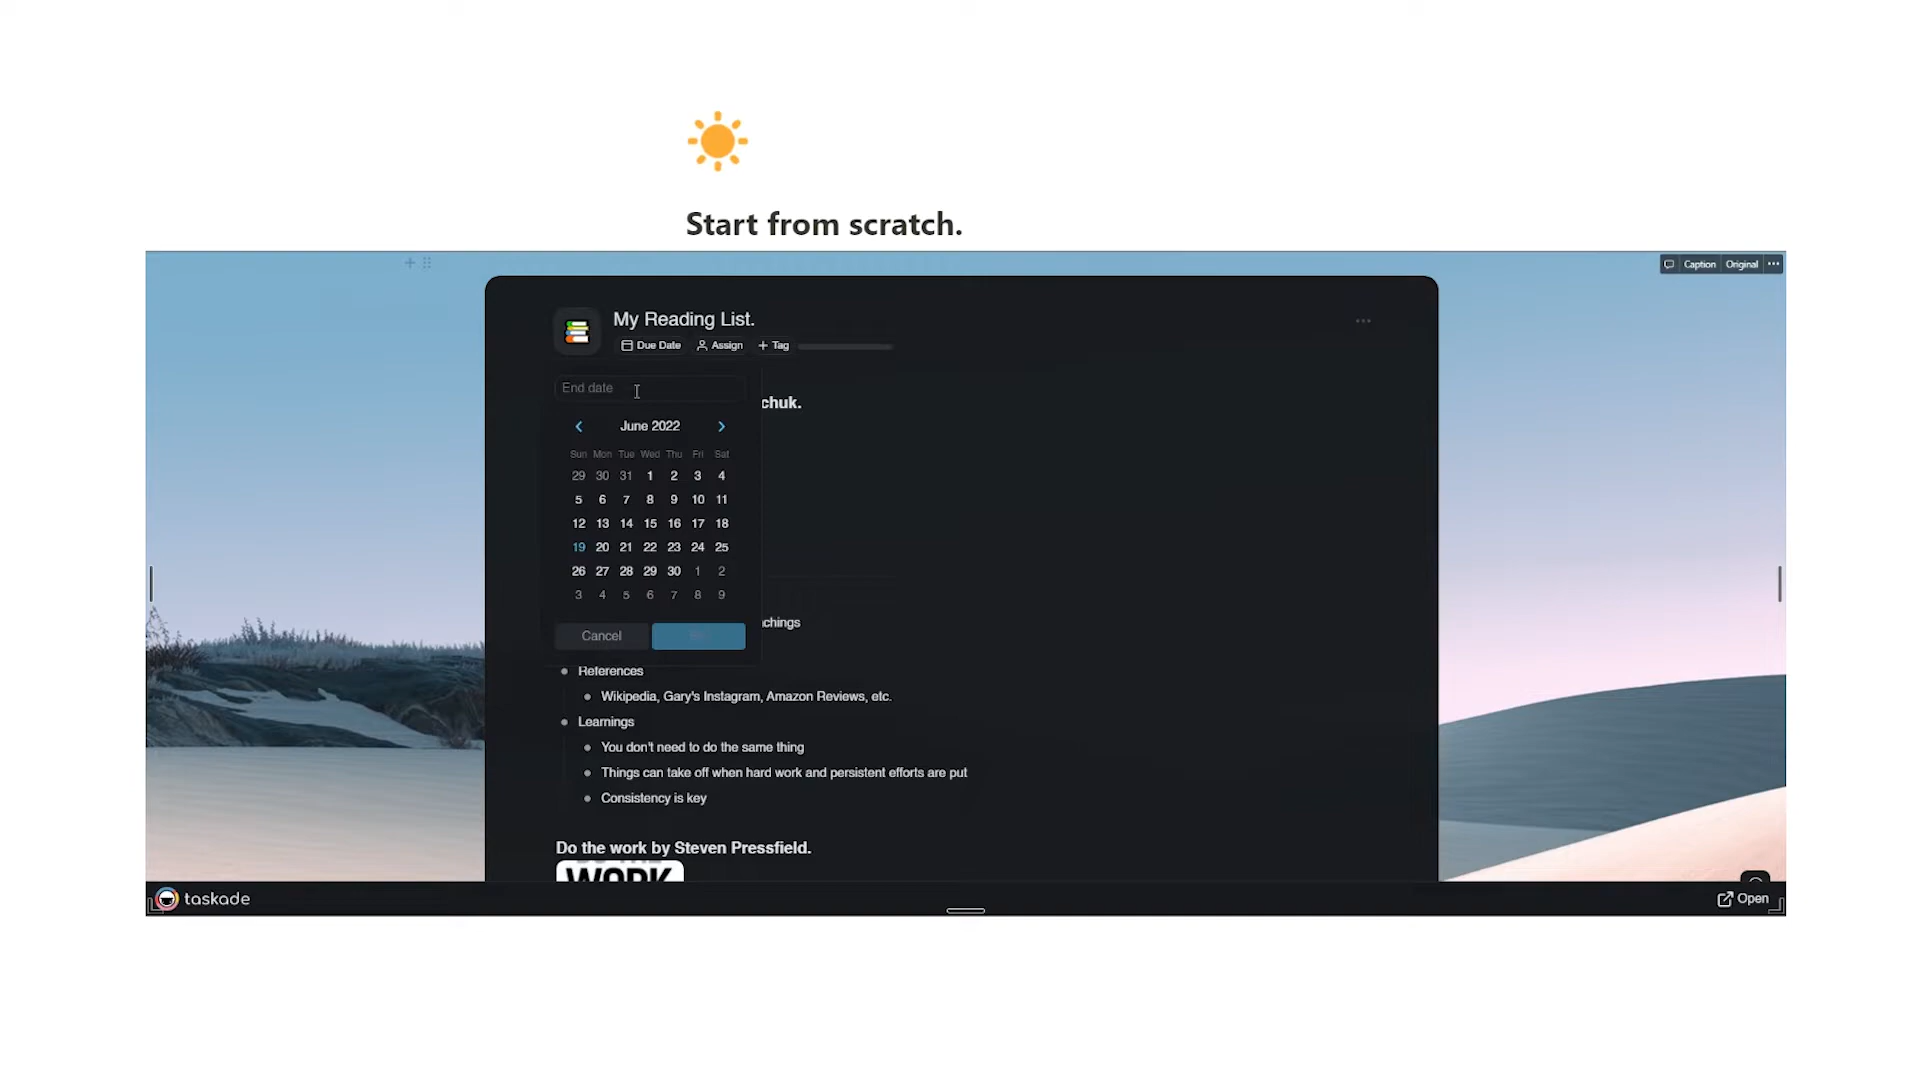 Start from scratch.
Caption Original
My Reading List.
Due Date Assign + Tag
End date
chuk.
June 2022
Sun Mon Tue Wed Thu Fri Sat
29 30 31 1 2 3 4
5 6 7 8 9 10 11
12 13 14 15 16 17 18
19 20 21 22 23 24 25
26 27 28 29 30 1 2
3 4 5 6 7 8 9
achings
Cancel
References
Wikipedia, Gary's Instagram, Amazon Reviews, etc.
Learnings
You don't need to do the same thing
Things can take off when hard work and persistent efforts are put
Consistency is key
Do the work by Steven Pressfield.
WORK
taskade
Open